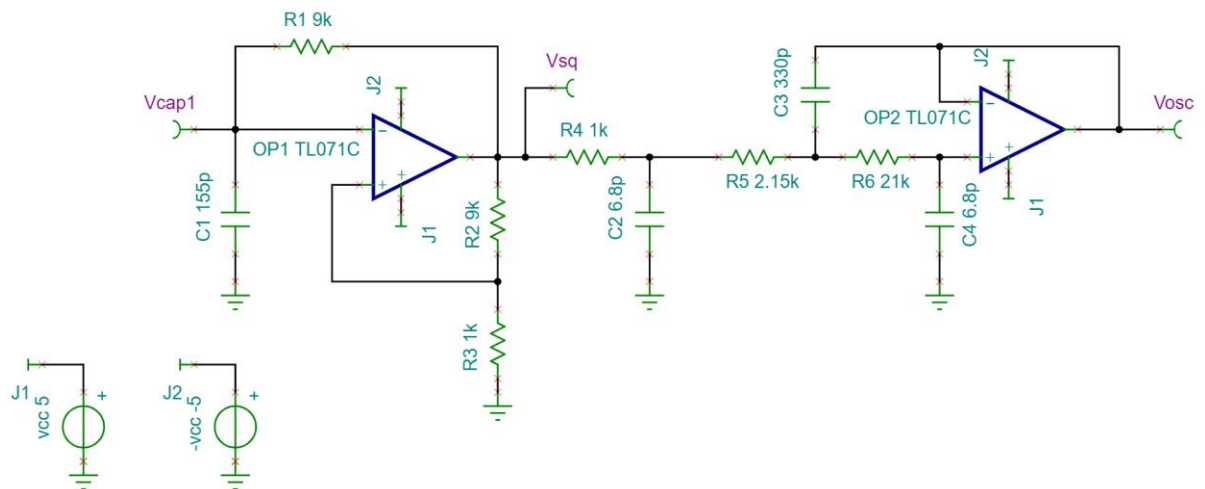 R1 9k
Vcap1
C1 155p
OP1 TL071C
J2
J1
R2 9k
R3 1k
Vsq
R4 1k
C2 6.8p
R5 2.15k
C3 330p
R6 21k
C4 6.8p
OP2 TL071C
J2
J1
Vosc
J1
vcc 5
+
J2
-vcc -5
+